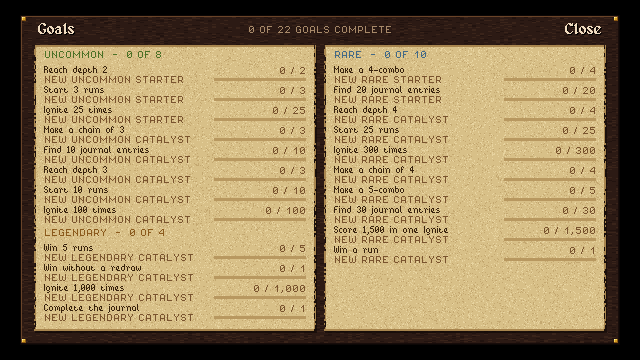 Goals
0 OF 22 GOALS COMPLETE
Close
UNCOMMON - 0 OF 8
Reach depth 2 0 / 2
NEW UNCOMMON STARTER
Start 3 runs 0 / 3
NEW UNCOMMON STARTER
Ignite 25 times 0 / 25
NEW UNCOMMON STARTER
Make a chain of 3 0 / 3
NEW UNCOMMON CATALYST
Find 10 journal entries 0 / 10
NEW UNCOMMON CATALYST
Reach depth 3 0 / 3
NEW UNCOMMON CATALYST
Start 10 runs 0 / 10
NEW UNCOMMON CATALYST
Ignite 100 times 0 / 100
NEW UNCOMMON CATALYST
LEGENDARY - 0 OF 4
Win 5 runs 0 / 5
NEW LEGENDARY CATALYST
Win without a redraw 0 / 1
NEW LEGENDARY CATALYST
Ignite 1,000 times 0 / 1,000
NEW LEGENDARY CATALYST
Complete the journal 0 / 1
NEW LEGENDARY CATALYST
RARE - 0 OF 10
Make a 4-combo 0 / 4
NEW RARE STARTER
Find 20 journal entries 0 / 20
NEW RARE STARTER
Reach depth 4 0 / 4
NEW RARE CATALYST
Start 25 runs 0 / 25
NEW RARE CATALYST
Ignite 300 times 0 / 300
NEW RARE CATALYST
Make a chain of 4 0 / 4
NEW RARE CATALYST
Make a 5-combo 0 / 5
NEW RARE CATALYST
Find 30 journal entries 0 / 30
NEW RARE CATALYST
Score 1,500 in one Ignite 0 / 1,500
NEW RARE CATALYST
Win a run 0 / 1
NEW RARE CATALYST